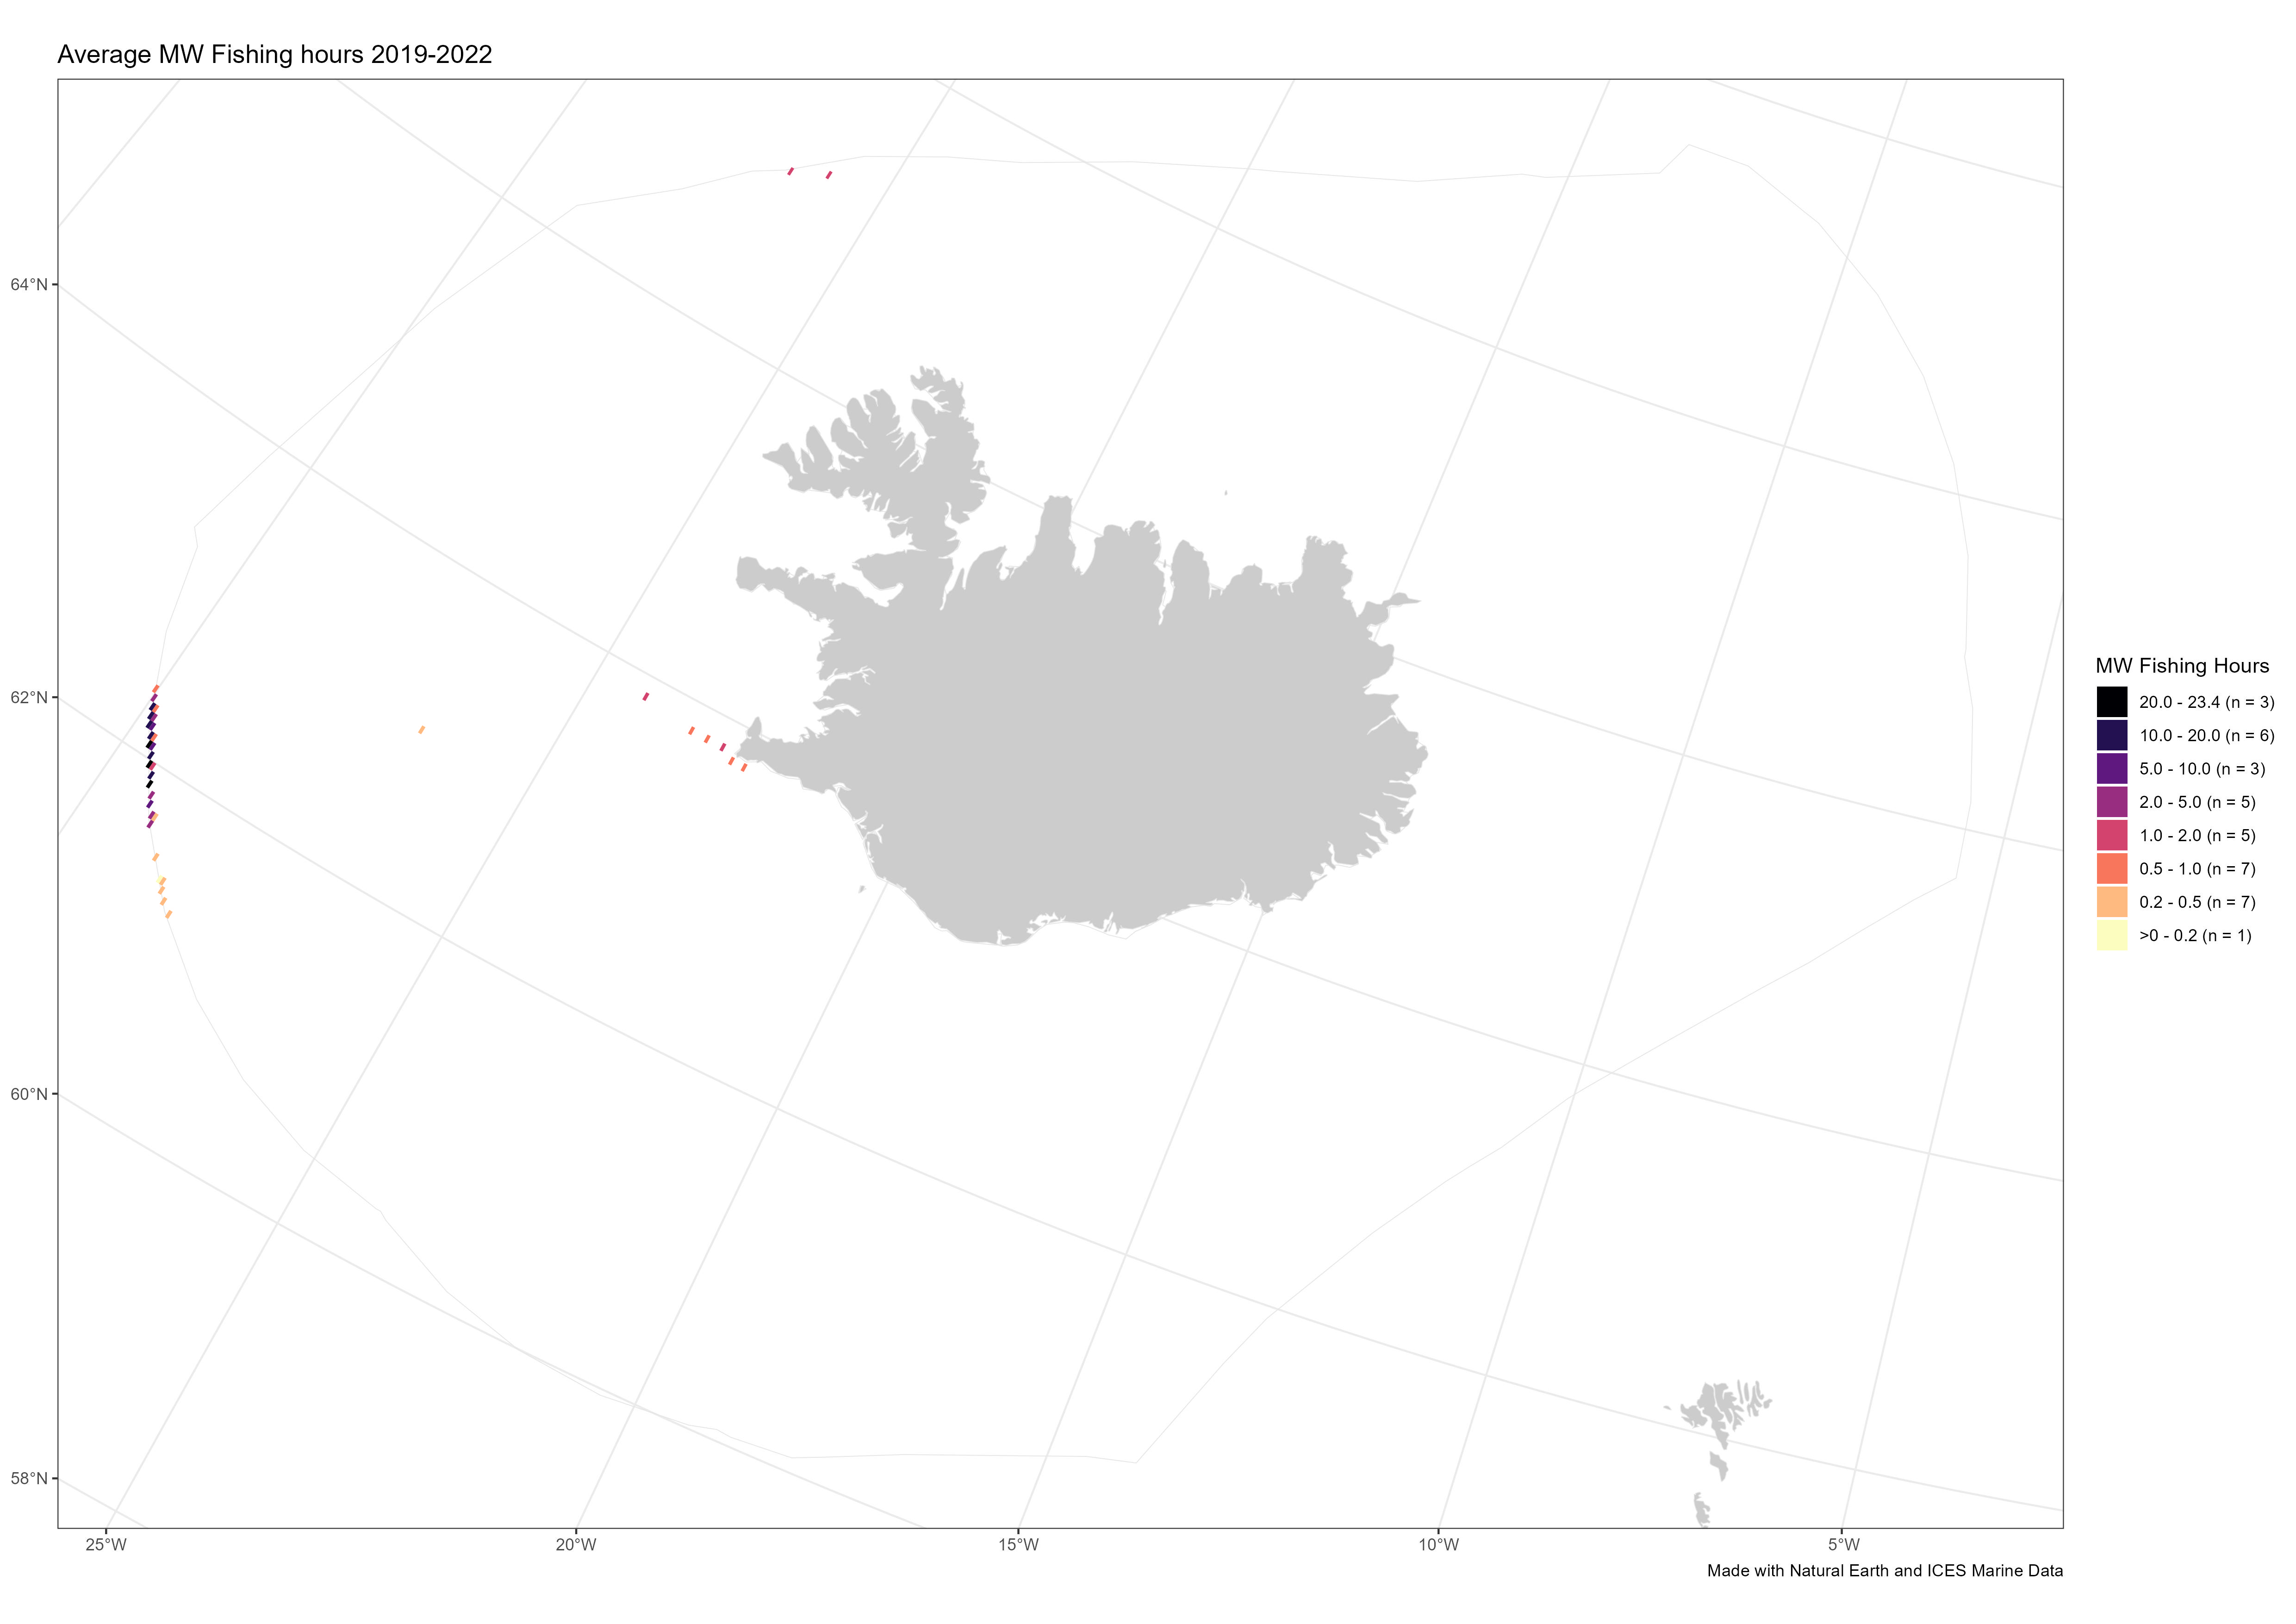 Average MW Fishing hours 2019-2022
64°N
62°N
60°N
58°N
25°W
20°W
15°W
10°W
5°W
MW Fishing Hours
20.0 - 23.4 (n = 3)
10.0 - 20.0 (n = 6)
5.0 - 10.0 (n = 3)
2.0 - 5.0 (n = 5)
1.0 - 2.0 (n = 5)
0.5 - 1.0 (n = 7)
0.2 - 0.5 (n = 7)
>0 - 0.2 (n = 1)
Made with Natural Earth and ICES Marine Data